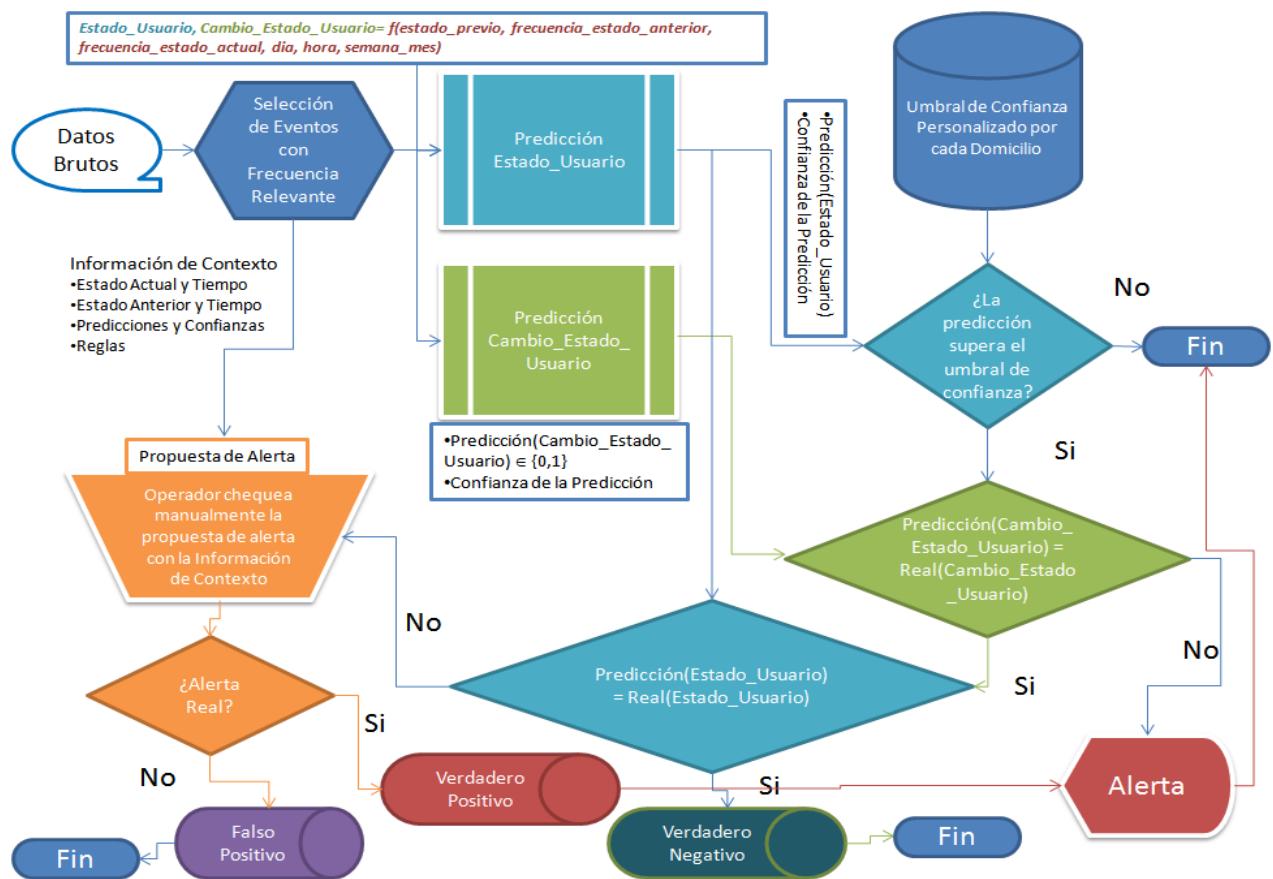 Estado_Usuario, Cambio_Estado_Usuario= f(estado_previo, frecuencia_estado_anterior,
frecuencia_estado_actual, dia, hora, semana_mes)
Datos
Brutos
Selección
de Eventos
con
Frecuencia
Relevante
Predicción
Estado_Usuario
•Predicción(Estado_Usuario)
•Confianza de la Predicción
Umbral de Confianza
Personalizado por
cada Domicilio
Información de Contexto
•Estado Actual y Tiempo
•Estado Anterior y Tiempo
•Predicciones y Confianzas
•Reglas
Predicción
Cambio_Estado_
Usuario
¿La
predicción
supera el
umbral de
confianza?
No
Fin
Si
•Predicción(Cambio_Estado_
Usuario) ∈ {0,1}
•Confianza de la Predicción
Propuesta de Alerta
Operador chequea
manualmente la
propuesta de alerta
con la Información
de Contexto
Predicción(Cambio_
Estado_Usuario) =
Real(Cambio_Estado
_Usuario)
No
Si
No
Predicción(Estado_Usuario)
= Real(Estado_Usuario)
¿Alerta
Real?
Si
No
Verdadero
Positivo
Si
Alerta
Falso
Positivo
Fin
Verdadero
Negativo
Fin